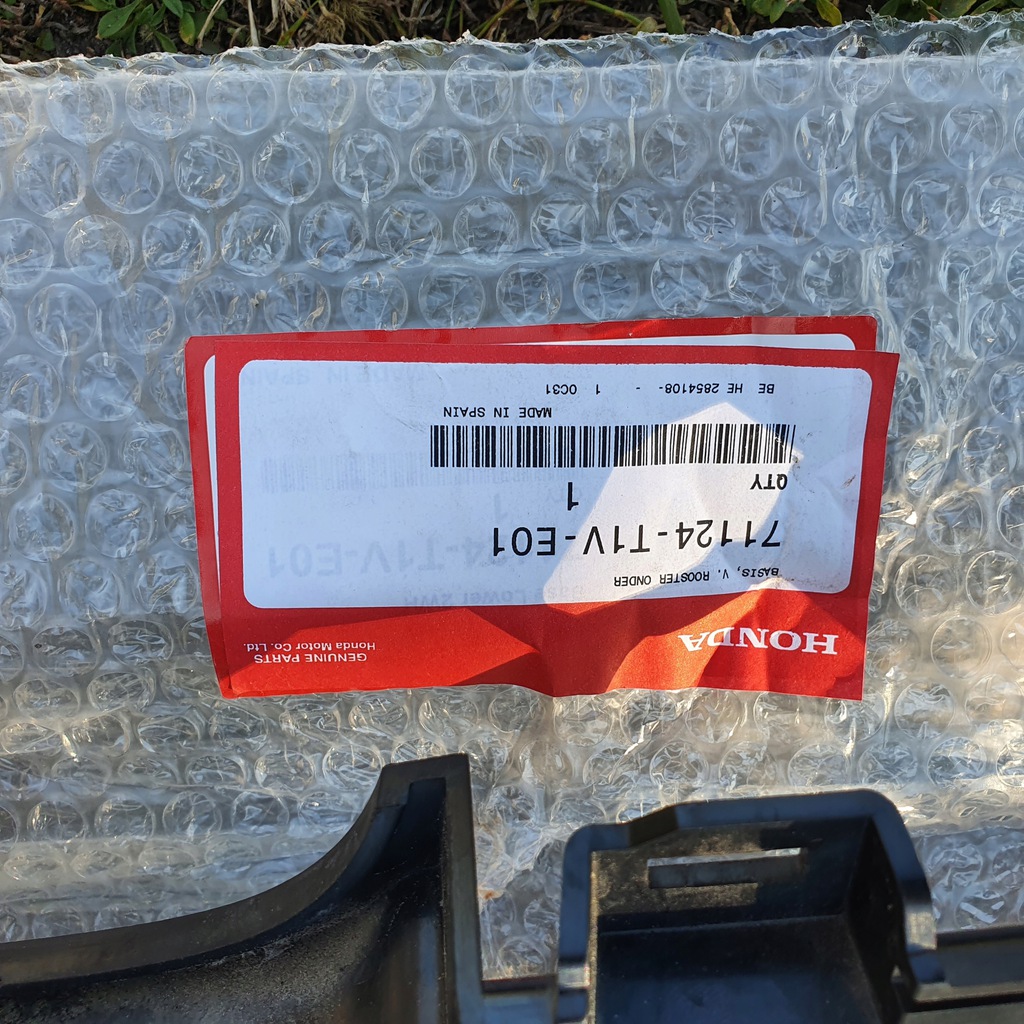 HONDA
GENUINE PARTS
Honda Motor Co., Ltd.
BASIS, V. ROOSTER ONDER
71124-T1V-E01
1
QTY
MADE IN SPAIN
BE HE 2854108- - 1 0C31